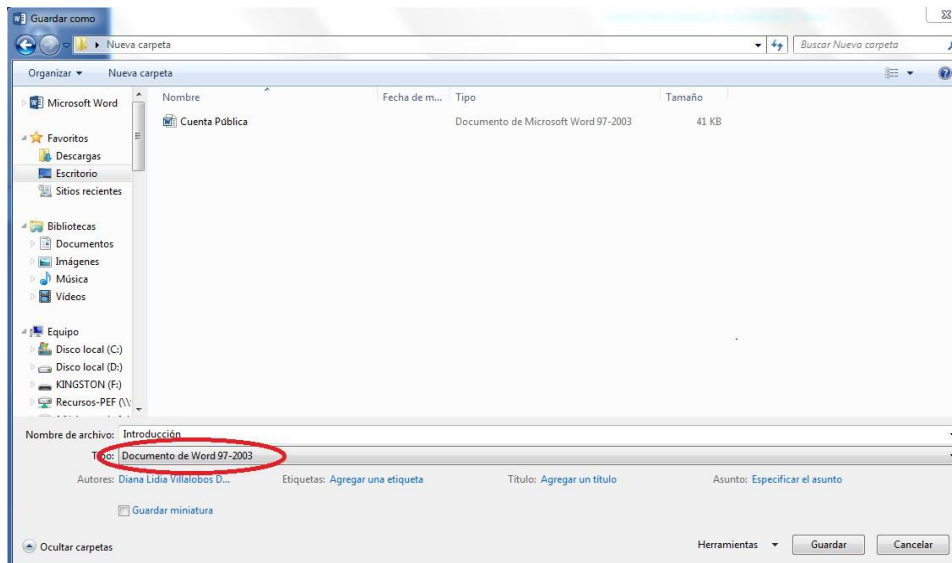 Guardar como
Nueva carpeta
Buscar Nueva carpeta
Organizar
Nueva carpeta
Nombre
Fecha de m...
Tipo
Tamaño
Microsoft Word
Cuenta Pública
Documento de Microsoft Word 97-2003
41 KB
Favoritos
Descargas
Escritorio
Sitios recientes
Bibliotecas
Documentos
Imágenes
Música
Vídeos
Equipo
Disco local (C:)
Disco local (D:)
KINGSTON (F:)
Recursos-PEF (\\
Nombre de archivo: Introducción
Tipo: Documento de Word 97-2003
Autores: Diana Lidia Villalobos D...
Etiquetas: Agregar una etiqueta
Título: Agregar un título
Asunto: Especificar el asunto
Guardar miniatura
Ocultar carpetas
Herramientas
Guardar
Cancelar